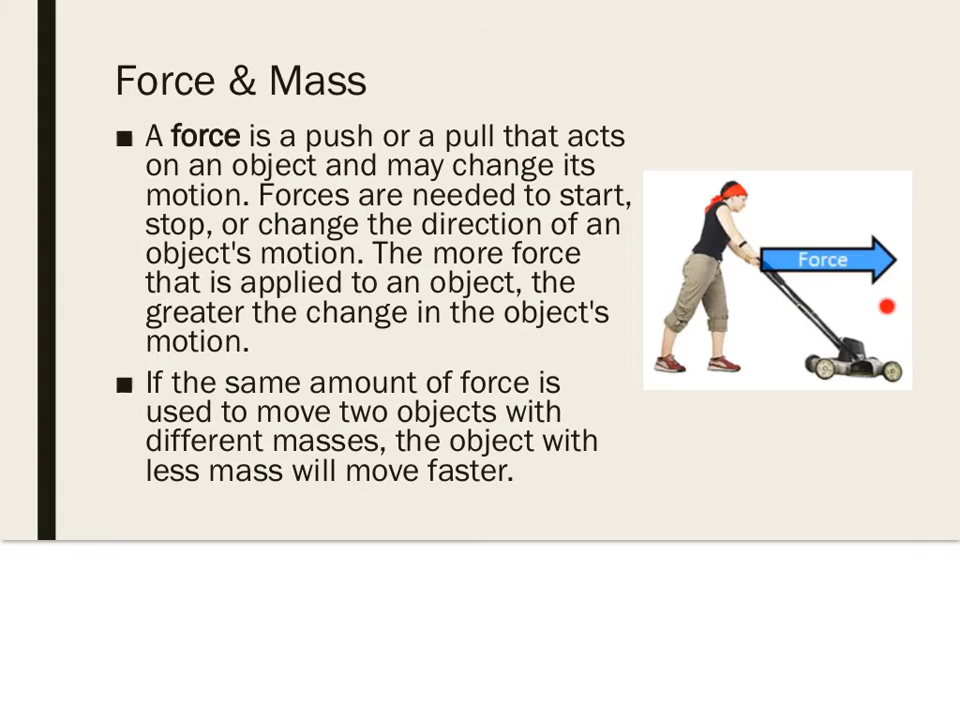 Force & Mass
■ A force is a push or a pull that acts
on an object and may change its
motion. Forces are needed to start,
stop, or change the direction of an
object's motion. The more force
that is applied to an object, the
greater the change in the object's
motion.
■ If the same amount of force is
used to move two objects with
different masses, the object with
less mass will move faster.
Force